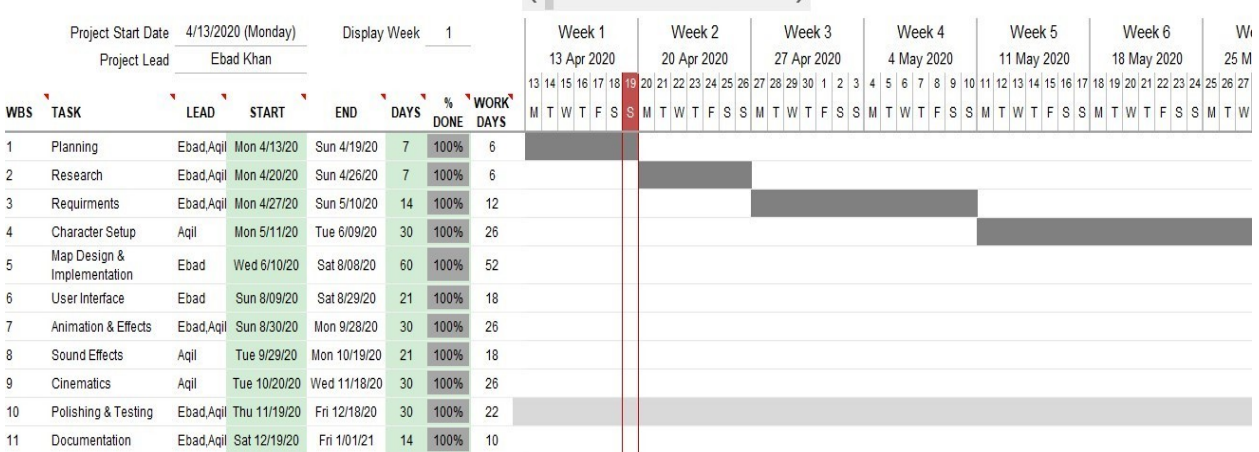 Project Start Date 4/13/2020 (Monday) Display Week 1 Week 1 Week 2 Week 3 Week 4 Week 5 Week 6
Project Lead Ebad Khan 13 Apr 2020 20 Apr 2020 27 Apr 2020 4 May 2020 11 May 2020 18 May 2020 25 M
13 14 15 16 17 18 19 20 21 22 23 24 25 26 27 28 29 30 1 2 3 4 5 6 7 8 9 10 11 12 13 14 15 16 17 18 19 20 21 22 23 24 25 26 27
WBS TASK LEAD START END DAYS % DONE WORK DAYS M T W T F S S M T W T F S S M T W T F S S M T W T F S S M T W T F S S M T W T F S S M T W
1 Planning Ebad,Aqil Mon 4/13/20 Sun 4/19/20 7 100% 6
2 Research Ebad,Aqil Mon 4/20/20 Sun 4/26/20 7 100% 6
3 Requirments Ebad,Aqil Mon 4/27/20 Sun 5/10/20 14 100% 12
4 Character Setup Aqil Mon 5/11/20 Tue 6/09/20 30 100% 26
5 Map Design & Implementation Ebad Wed 6/10/20 Sat 8/08/20 60 100% 52
6 User Interface Ebad Sun 8/09/20 Sat 8/29/20 21 100% 18
7 Animation & Effects Ebad,Aqil Sun 8/30/20 Mon 9/28/20 30 100% 26
8 Sound Effects Aqil Tue 9/29/20 Mon 10/19/20 21 100% 18
9 Cinematics Aqil Tue 10/20/20 Wed 11/18/20 30 100% 26
10 Polishing & Testing Ebad,Aqil Thu 11/19/20 Fri 12/18/20 30 100% 22
11 Documentation Ebad,Aqil Sat 12/19/20 Fri 1/01/21 14 100% 10